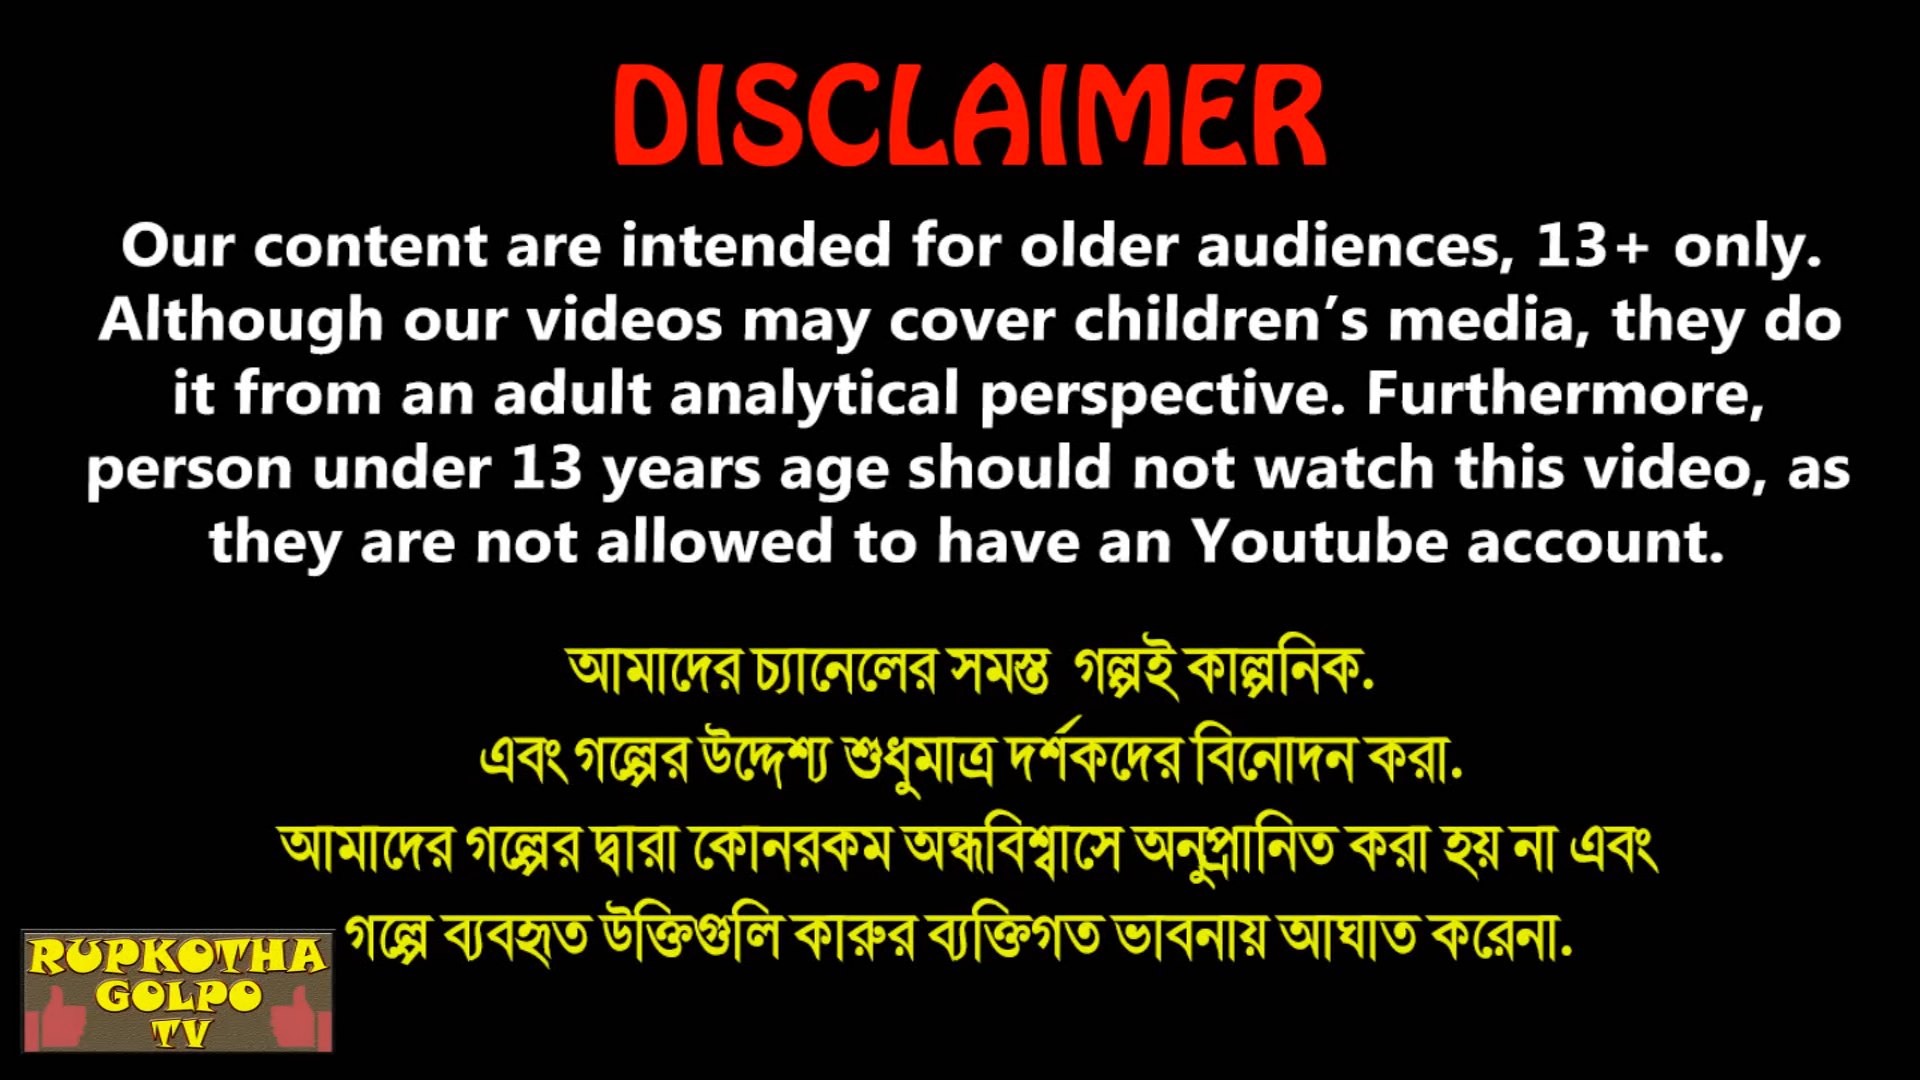 DISCLAIMER
Our content are intended for older audiences, 13+ only.
Although our videos may cover children’s media, they do
it from an adult analytical perspective. Furthermore,
person under 13 years age should not watch this video, as
they are not allowed to have an Youtube account.
আমাদের চ্যানেলের সমস্ত গল্পই কাল্পনিক.
এবং গল্পের উদ্দেশ্য শুধুমাত্র দর্শকদের বিনোদন করা.
আমাদের গল্পের দ্বারা কোনরকম অন্ধবিশ্বাসে অনুপ্রানিত করা হয় না এবং
গল্পে ব্যবহৃত উক্তিগুলি কারুর ব্যক্তিগত ভাবনায় আঘাত করেনা.
RUPKOTHA
GOLPO
TV